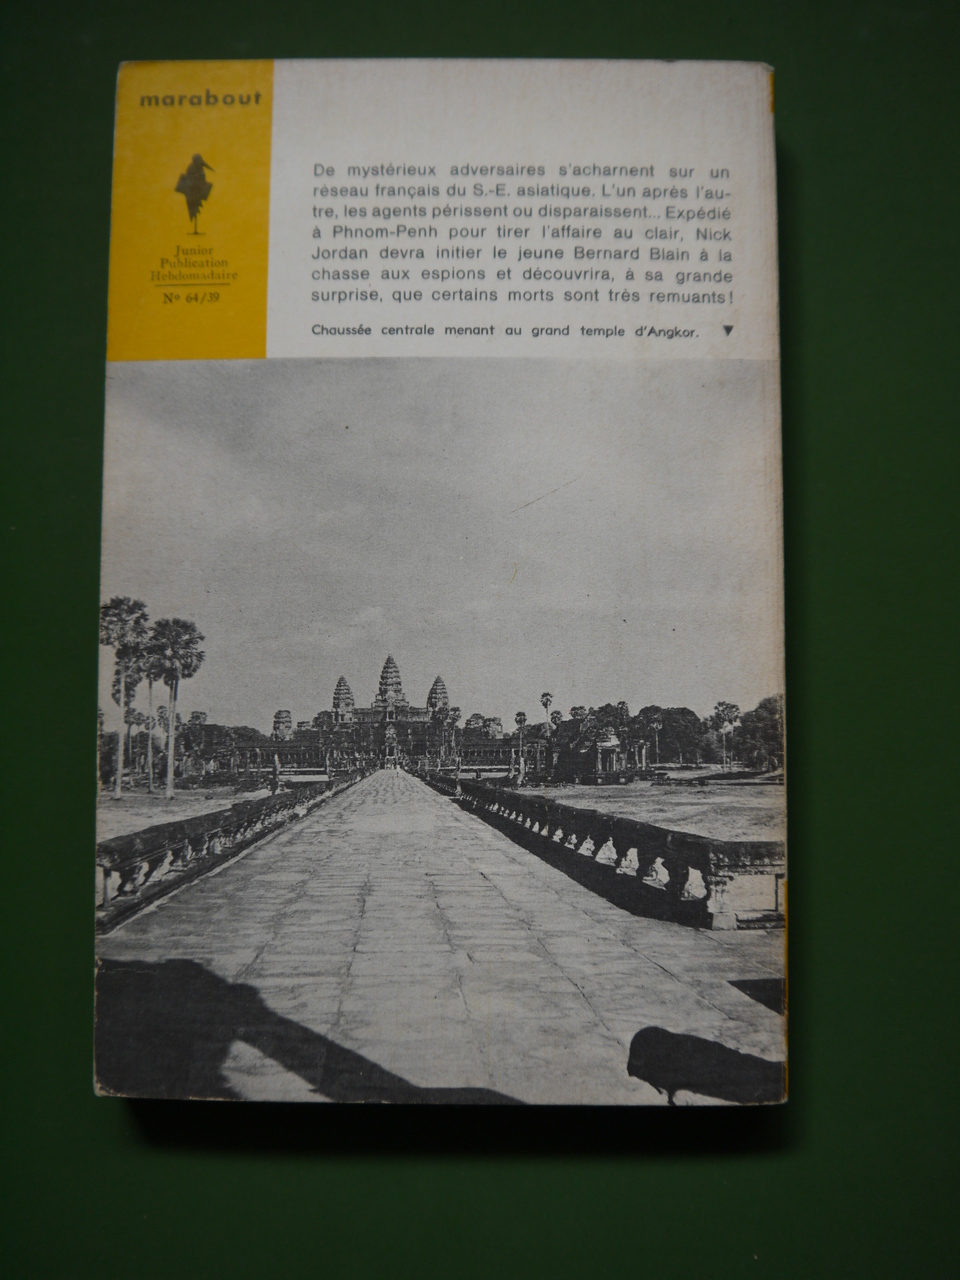 marabout
Junior
Publication
Hebdomadaire
Nº 64/39
De mystérieux adversaires s'acharnent sur un
réseau français du S.-E. asiatique. L'un après l'au-
tre, les agents périssent ou disparaissent... Expédié
à Phnom-Penh pour tirer l'affaire au clair, Nick
Jordan devra initier le jeune Bernard Blain à la
chasse aux espions et découvrira, à sa grande
surprise, que certains morts sont très remuants!
Chaussée centrale menant au grand temple d'Angkor. ▼